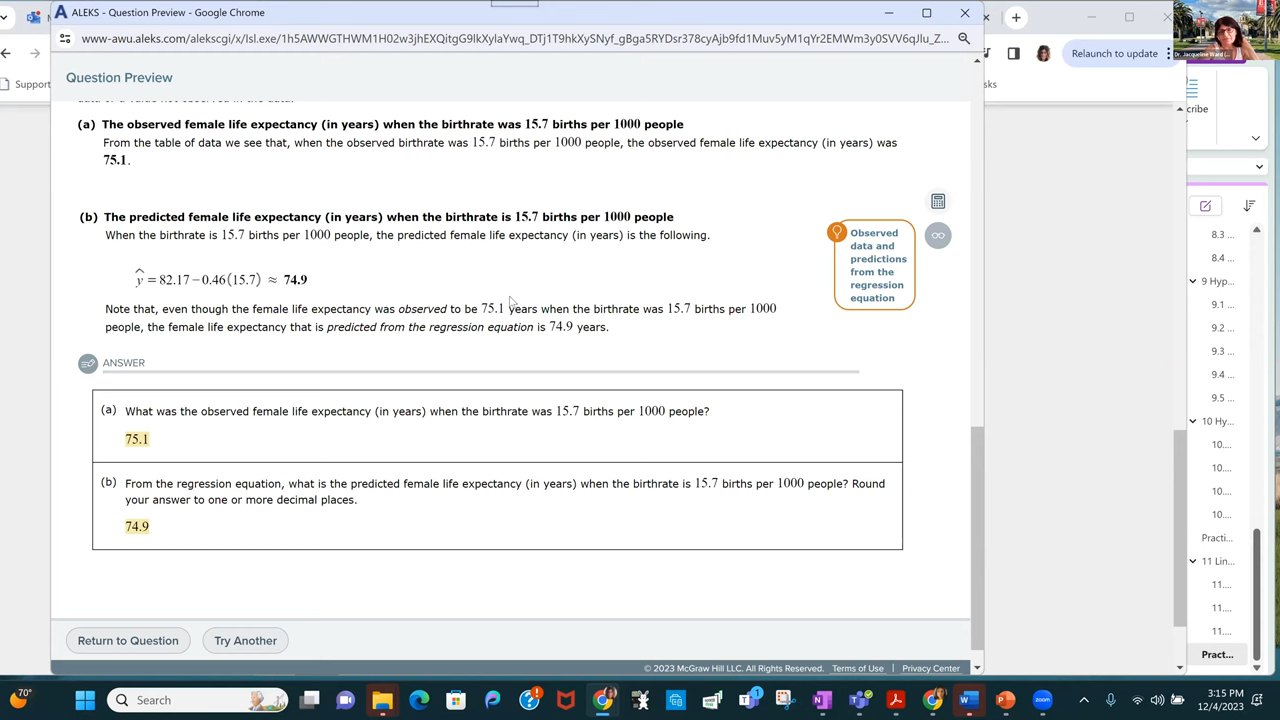 ALEKS - Question Preview - Google Chrome
Relaunch to update
Support
Question Preview
(a) The observed female life expectancy (in years) when the birthrate was 15.7 births per 1000 people
From the table of data we see that, when the observed birthrate was 15.7 births per 1000 people, the observed female life expectancy (in years) was
75.1.
(b) The predicted female life expectancy (in years) when the birthrate is 15.7 births per 1000 people
When the birthrate is 15.7 births per 1000 people, the predicted female life expectancy (in years) is the following.
ŷ = 82.17 − 0.46(15.7) ≈ 74.9
Note that, even though the female life expectancy was observed to be 75.1 years when the birthrate was 15.7 births per 1000
people, the female life expectancy that is predicted from the regression equation is 74.9 years.
Observed
data and
predictions
from the
regression
equation
ANSWER
(a) What was the observed female life expectancy (in years) when the birthrate was 15.7 births per 1000 people?
75.1
(b) From the regression equation, what is the predicted female life expectancy (in years) when the birthrate is 15.7 births per 1000 people? Round
your answer to one or more decimal places.
74.9
Return to Question
Try Another
© 2023 McGraw Hill LLC. All Rights Reserved. Terms of Use | Privacy Center
sks
cribe
8.3 ...
8.4 ...
9 Hyp...
9.1 ...
9.2 ...
9.3 ...
9.4 ...
9.5 ...
10 Hy...
10....
10....
10....
10....
Practi...
11 Lin...
11....
11....
11....
Pract...
70°
Search
3:15 PM
12/4/2023